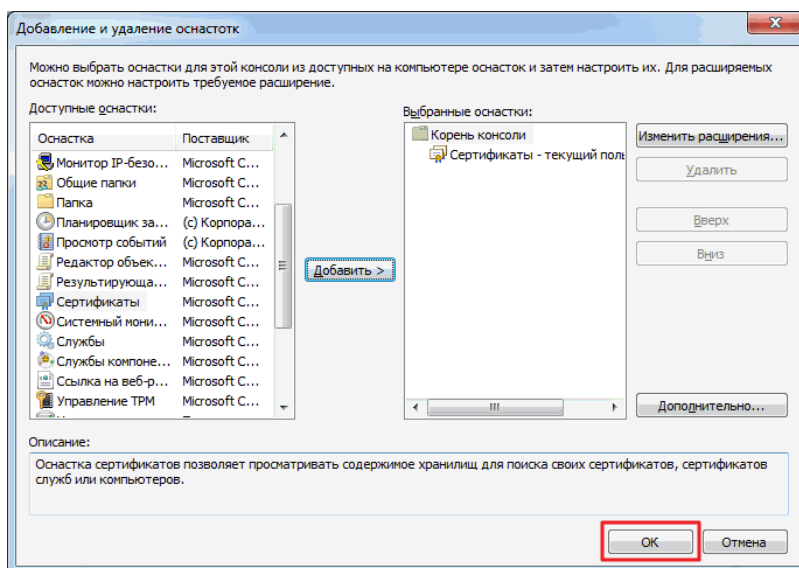 Добавление и удаление оснастотк
Можно выбрать оснастки для этой консоли из доступных на компьютере оснасток и затем настроить их. Для расширяемых
оснасток можно настроить требуемое расширение.
Доступные оснастки:
Оснастка Поставщик
Монитор IP-безо... Microsoft C...
Общие папки Microsoft C...
Папка Microsoft C...
Планировщик за... (с) Корпора...
Просмотр событий (с) Корпора...
Редактор объек... Microsoft C...
Результирующа... Microsoft C...
Сертификаты Microsoft C...
Системный мони... Microsoft C...
Службы Microsoft C...
Службы компоне... Microsoft C...
Ссылка на веб-р... Microsoft C...
Управление TPM Microsoft C...
Добавить >
Выбранные оснастки:
Корень консоли
Сертификаты - текущий поль
Изменить расширения...
Удалить
Вверх
Вниз
Дополнительно...
Описание:
Оснастка сертификатов позволяет просматривать содержимое хранилищ для поиска своих сертификатов, сертификатов
служб или компьютеров.
ОК
Отмена